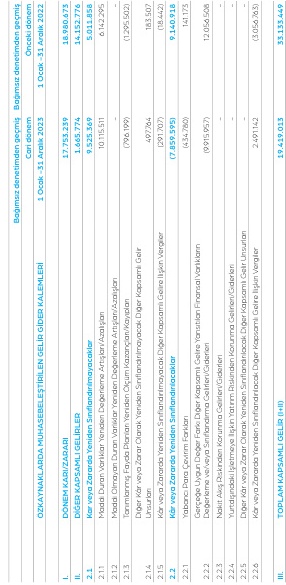 Bağımsız denetimden geçmiş Bağımsız denetimden geçmiş
Cari dönem Önceki dönem
ÖZKAYNAKLARDA MUHASEBELEŞTİRİLEN GELİR GİDER KALEMLERİ 1 Ocak -31 Aralık 2023 1 Ocak -31 Aralık 2022
I. DÖNEM KARI/ZARARI 17.753.239 18.980.673
II. DİĞER KAPSAMLI GELİRLER 1.665.774 14.152.776
2.1 Kâr veya Zararda Yeniden Sınıflandırılmayacaklar 9.525.369 5.011.858
2.1.1 Maddi Duran Varlıklar Yeniden Değerleme Artışları/Azalışları 10.115.511 6.142.295
2.1.2 Maddi Olmayan Duran Varlıklar Yeniden Değerleme Artışları/Azalışları - -
2.1.3 Tanımlanmış Fayda Planları Yeniden Ölçüm Kazançları/Kayıpları (796.199) (1.295.502)
Diğer Kâr veya Zarar Olarak Yeniden Sınıflandırılmayacak Diğer Kapsamlı Gelir
2.1.4 Unsurları 497.764 183.507
2.1.5 Kâr veya Zararda Yeniden Sınıflandırılmayacak Diğer Kapsamlı Gelire İlişkin Vergiler (291.707) (18.442)
2.2 Kâr veya Zararda Yeniden Sınıflandırılacaklar (7.859.595) 9.140.918
2.2.1 Yabancı Para Çevirim Farkları (434.780) 141.173
Gerçeğe Uygun Değer Farkı Diğer Kapsamlı Gelire Yansıtılan Finansal Varlıkların
2.2.2 Değerleme ve/veya Sınıflandırma Gelirleri/Giderleri (9.915.957) 12.056.508
2.2.3 Nakit Akış Riskinden Korunma Gelirleri/Giderleri - -
2.2.4 Yurtdışındaki İşletmeye İlişkin Yatırım Riskinden Korunma Gelirleri/Giderleri - -
2.2.5 Diğer Kâr veya Zarar Olarak Yeniden Sınıflandırılacak Diğer Kapsamlı Gelir Unsurları - -
2.2.6 Kâr veya Zararda Yeniden Sınıflandırılacak Diğer Kapsamlı Gelire İlişkin Vergiler 2.491.142 (3.056.763)
III. TOPLAM KAPSAMLI GELİR (I+II) 19.419.013 33.133.449